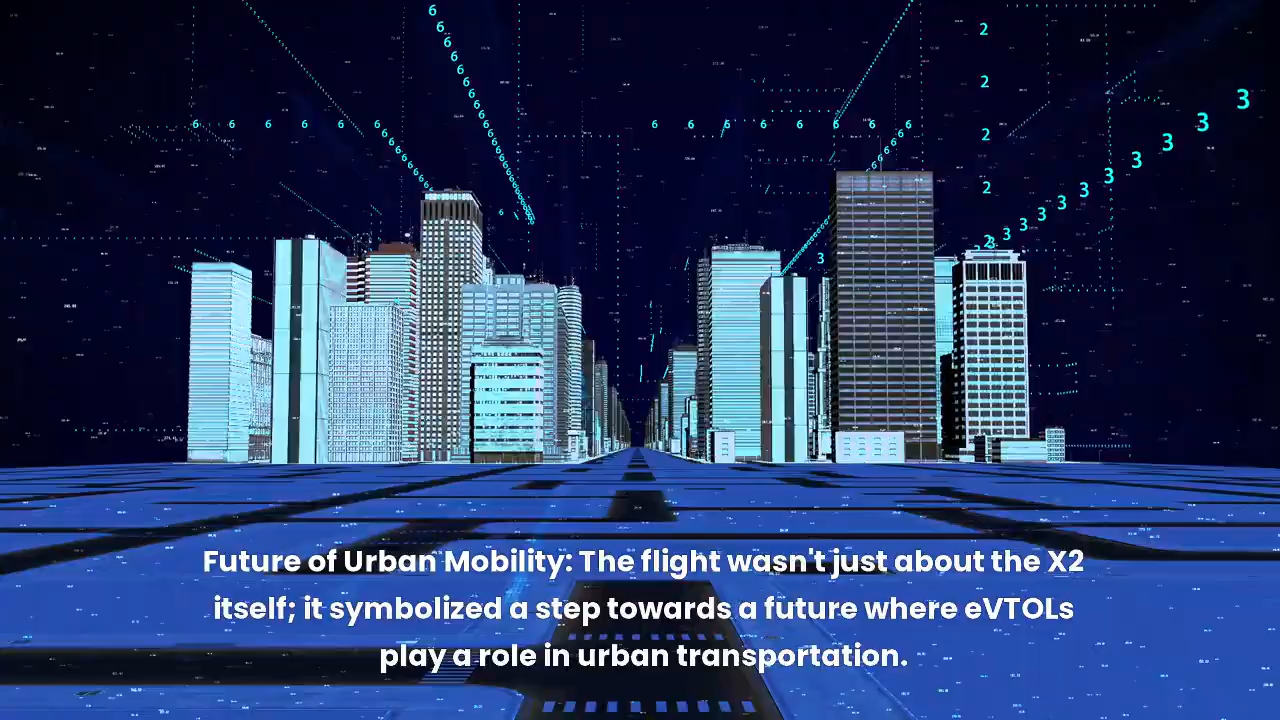 Future of Urban Mobility: The flight wasn't just about the X2
itself; it symbolized a step towards a future where eVTOLs
play a role in urban transportation.